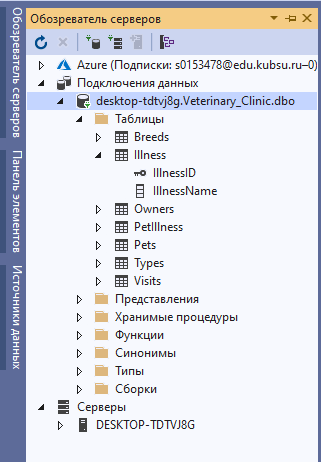 Обозреватель серверов
Azure (Подписки: s0153478@edu.kubsu.ru–0)
Подключения данных
desktop-tdtvj8g.Veterinary_Clinic.dbo
Таблицы
Breeds
Illness
IllnessID
IllnessName
Owners
PetIllness
Pets
Types
Visits
Представления
Хранимые процедуры
Функции
Синонимы
Типы
Сборки
Серверы
DESKTOP-TDTVJ8G
Обозреватель серверов
Панель элементов
Источники данных